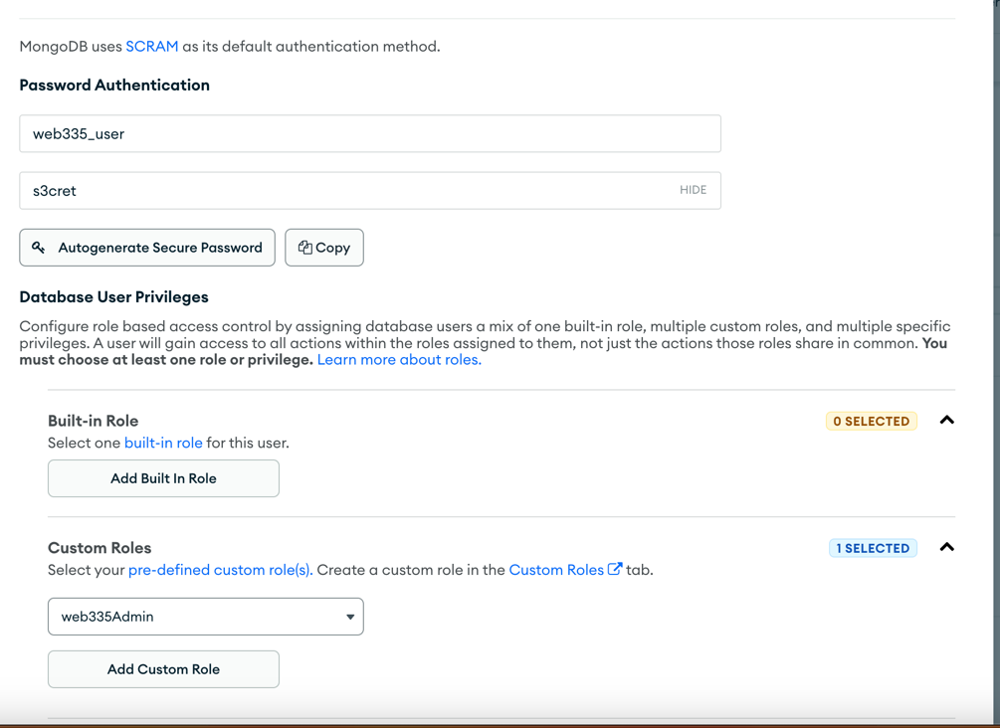 MongoDB uses SCRAM as its default authentication method.
Password Authentication
web335_user
s3cret HIDE
Autogenerate Secure Password Copy
Database User Privileges
Configure role based access control by assigning database users a mix of one built-in role, multiple custom roles, and multiple specific
privileges. A user will gain access to all actions within the roles assigned to them, not just the actions those roles share in common. You
must choose at least one role or privilege. Learn more about roles.
Built-in Role 0 SELECTED
Select one built-in role for this user.
Add Built In Role
Custom Roles 1 SELECTED
Select your pre-defined custom role(s). Create a custom role in the Custom Roles tab.
web335Admin
Add Custom Role